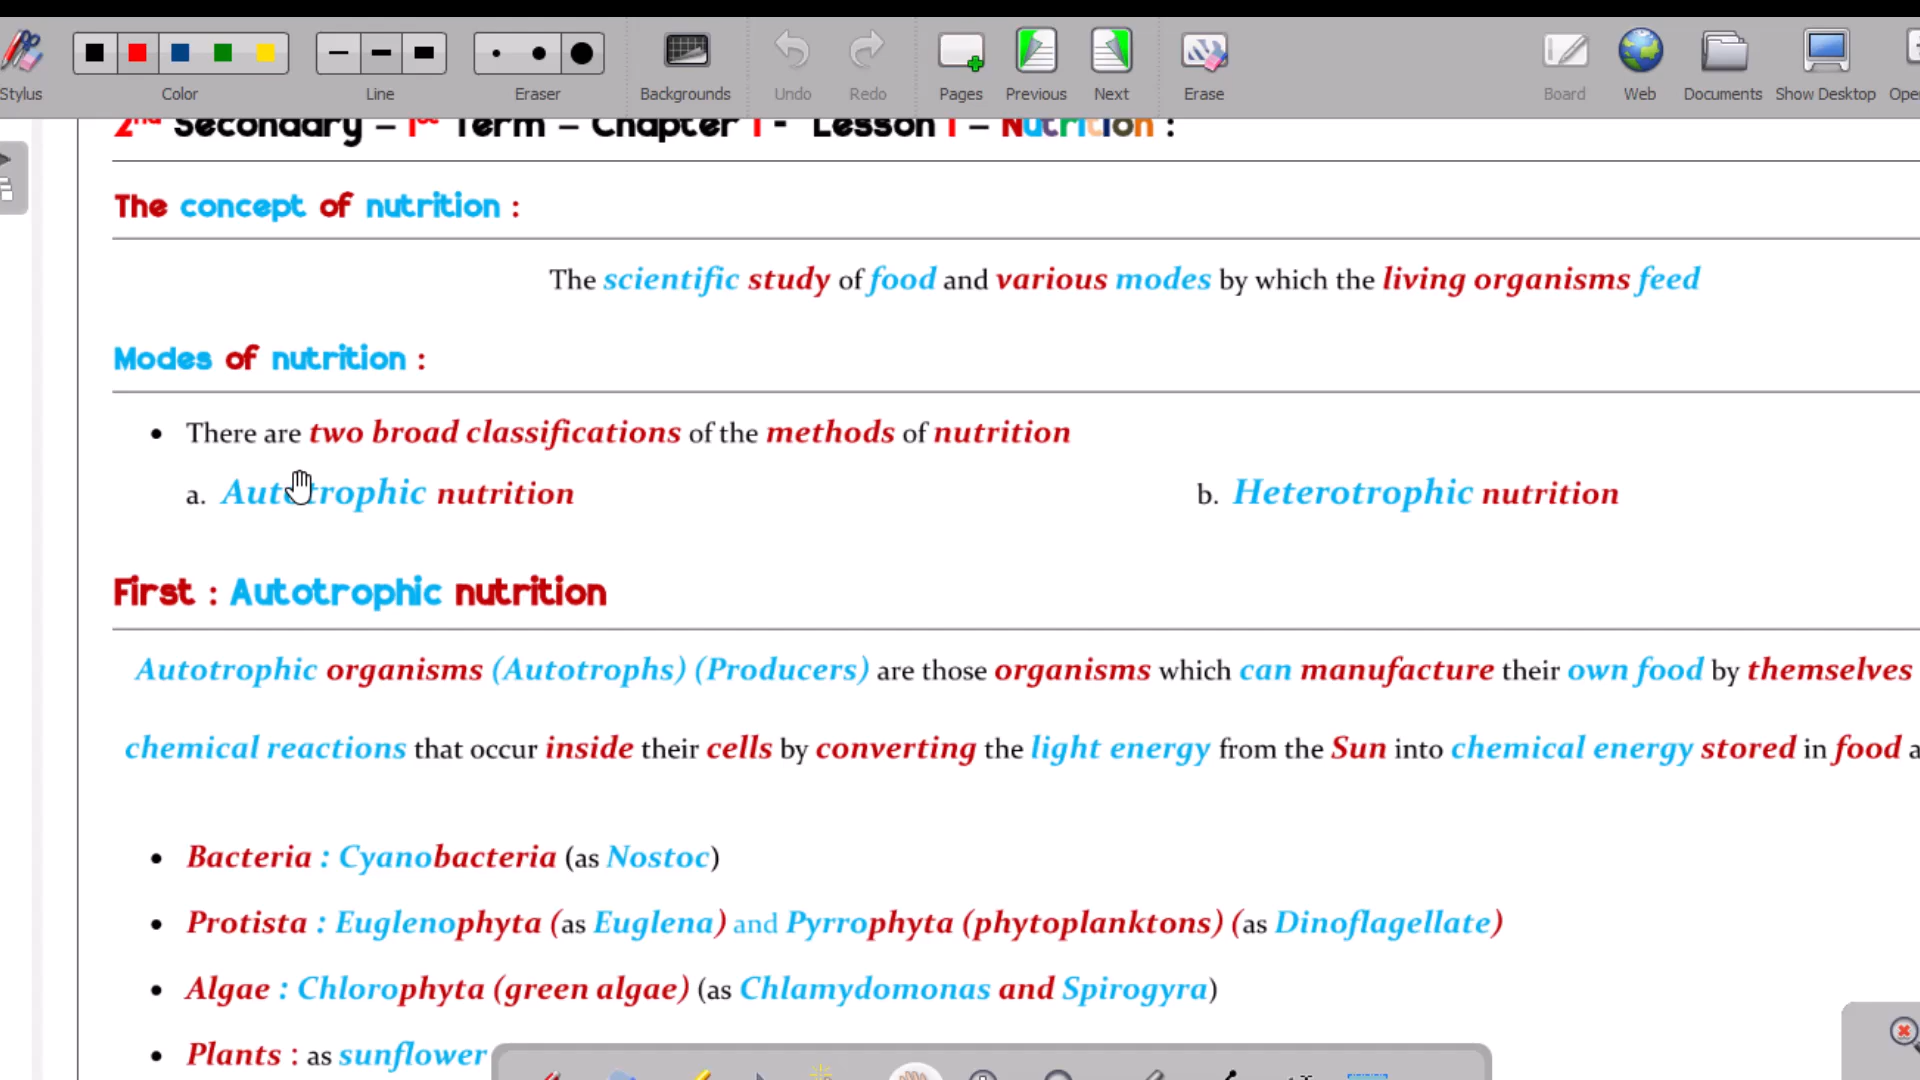 Stylus Color Line Eraser Backgrounds Undo Redo Pages Previous Next Erase Board Web Documents Show Desktop
2nd Secondary – 1st Term – Chapter 1 - Lesson 1 – Nutrition :
The concept of nutrition :
The scientific study of food and various modes by which the living organisms feed
Modes of nutrition :
• There are two broad classifications of the methods of nutrition
a. Autotrophic nutrition b. Heterotrophic nutrition
First : Autotrophic nutrition
Autotrophic organisms (Autotrophs) (Producers) are those organisms which can manufacture their own food by themselves
chemical reactions that occur inside their cells by converting the light energy from the Sun into chemical energy stored in food
• Bacteria : Cyanobacteria (as Nostoc)
• Protista : Euglenophyta (as Euglena) and Pyrrophyta (phytoplanktons) (as Dinoflagellate)
• Algae : Chlorophyta (green algae) (as Chlamydomonas and Spirogyra)
• Plants : as sunflower